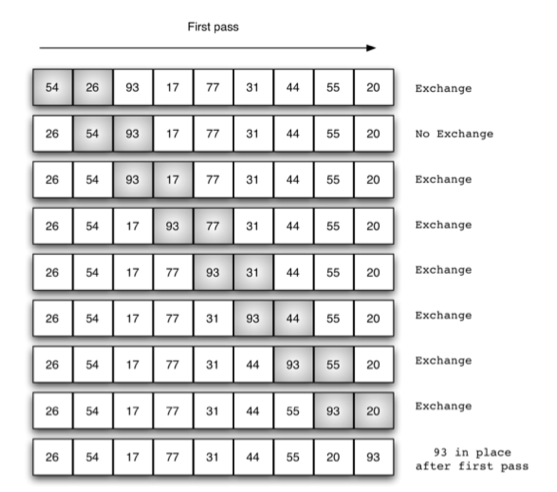 First pass
54 26 93 17 77 31 44 55 20 Exchange
26 54 93 17 77 31 44 55 20 No Exchange
26 54 93 17 77 31 44 55 20 Exchange
26 54 17 93 77 31 44 55 20 Exchange
26 54 17 77 93 31 44 55 20 Exchange
26 54 17 77 31 93 44 55 20 Exchange
26 54 17 77 31 44 93 55 20 Exchange
26 54 17 77 31 44 55 93 20 Exchange
26 54 17 77 31 44 55 20 93 93 in place
after first pass